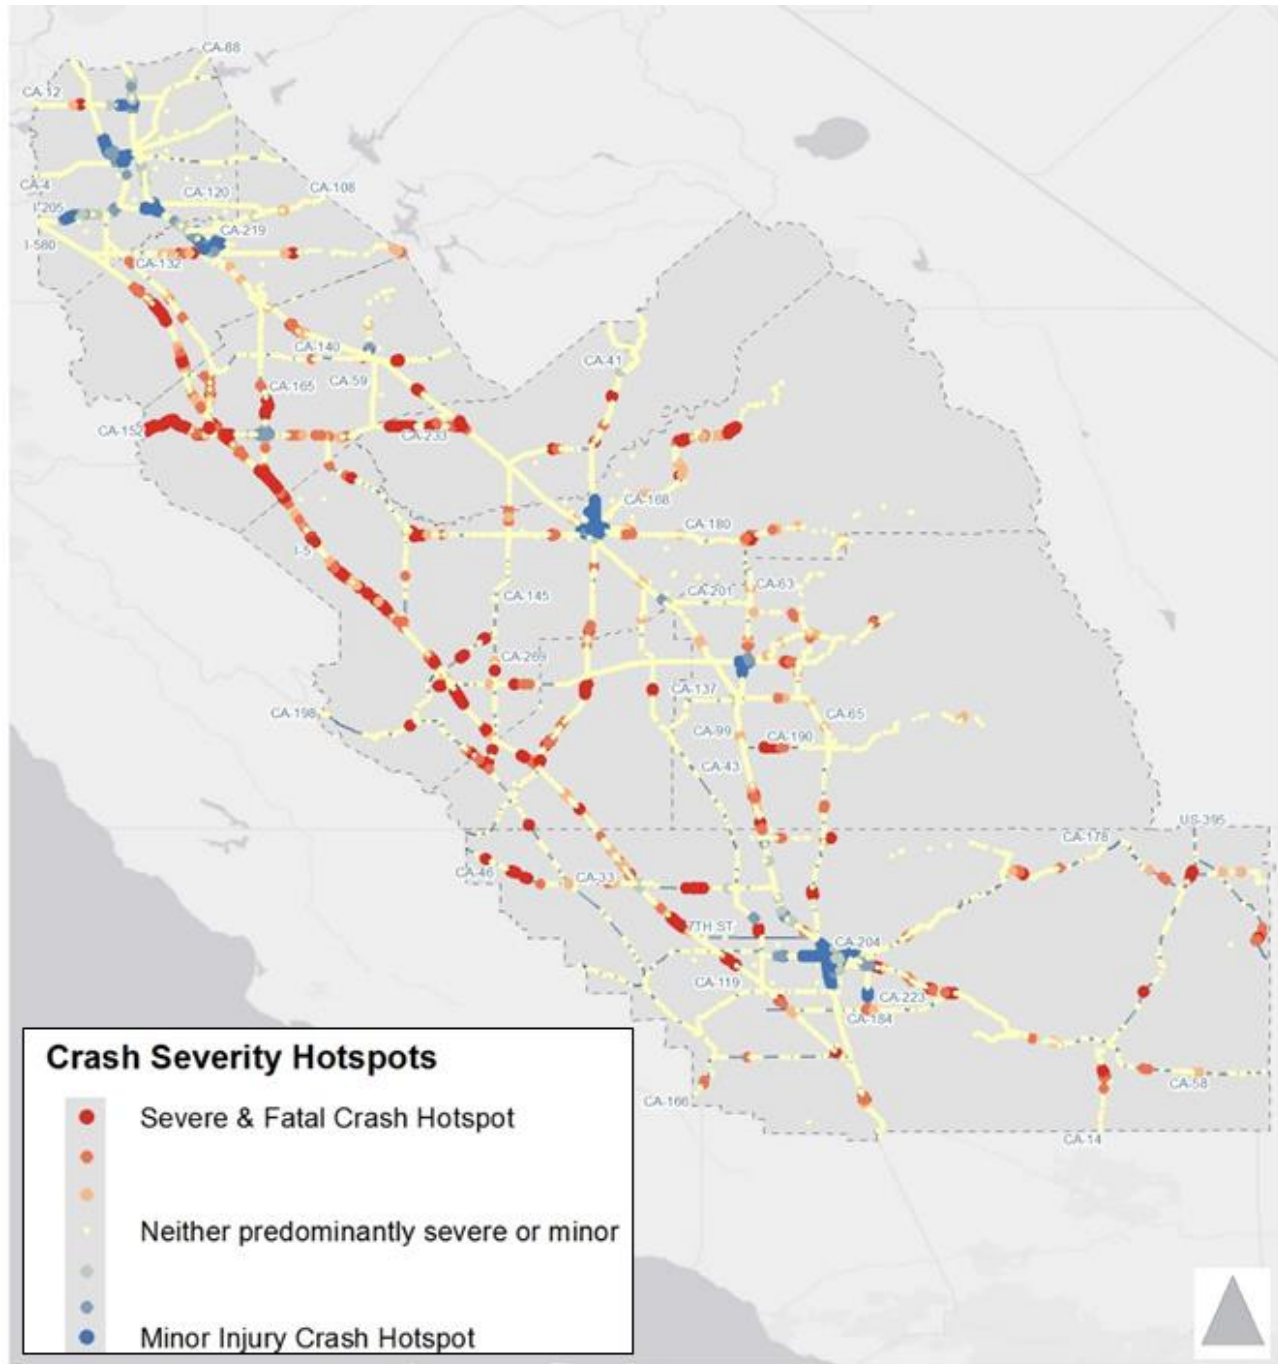 CA-88
CA-12
CA-4
CA-120
CA-108
I-205
CA-219
I-580
CA-132
CA-140
CA-41
CA-165
CA-59
CA-152
CA-233
CA-168
CA-180
I-5
CA-145
CA-201
CA-63
CA-269
CA-137
CA-198
CA-65
CA-99
CA-190
CA-43
US-395
CA-178
CA-46
CA-33
7TH ST
CA-204
CA-119
CA-223
CA-184
CA-58
CA-166
CA-14
Crash Severity Hotspots
Severe & Fatal Crash Hotspot
Neither predominantly severe or minor
Minor Injury Crash Hotspot